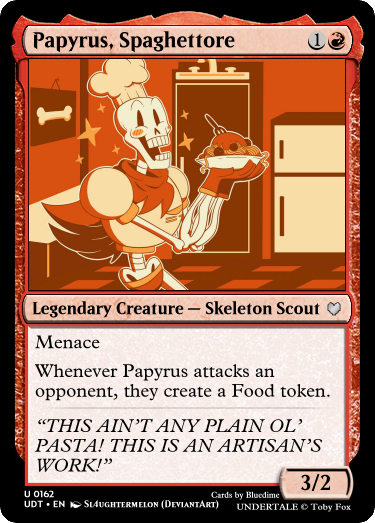 Papyrus, Spaghettore 1
Legendary Creature — Skeleton Scout
Menace
Whenever Papyrus attacks an
opponent, they create a Food token.
“THIS AIN’T ANY PLAIN OL’
PASTA! THIS IS AN ARTISAN’S
WORK!”
3/2
U 0162
Cards by Bluedime
UDT • EN SL4UGHTERMELON (DEVIANTART)
UNDERTALE © Toby Fox